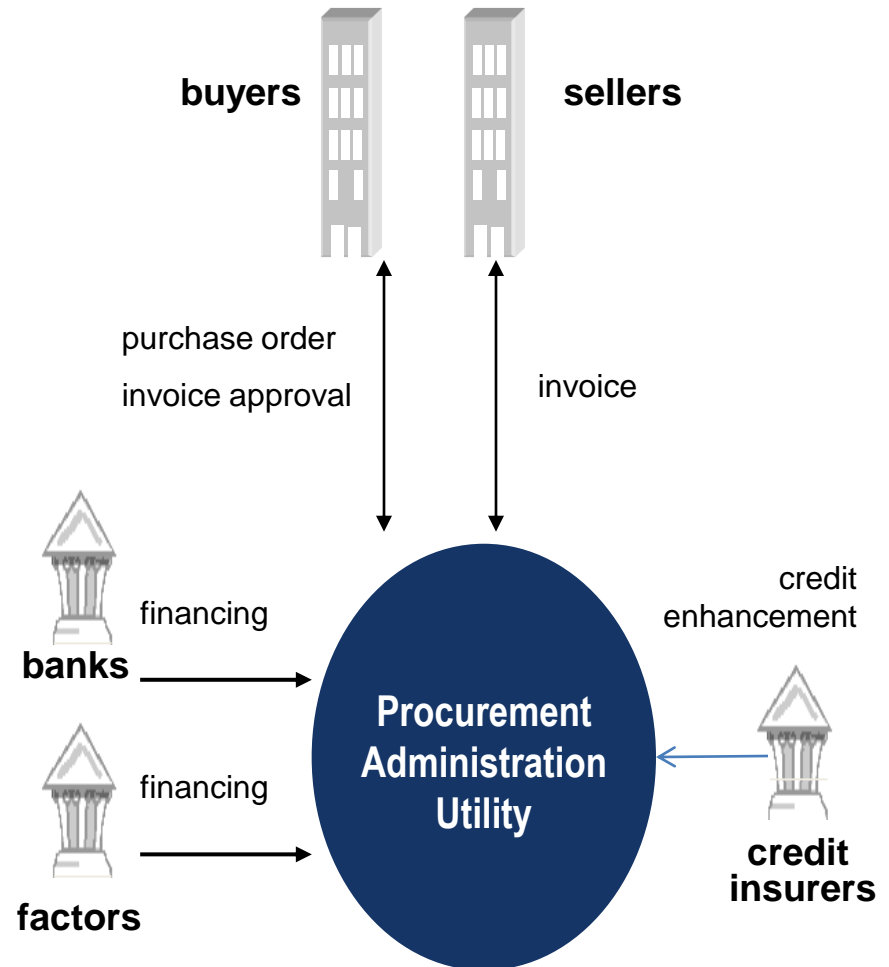 buyers
sellers
purchase order
invoice approval
invoice
financing
banks
financing
factors
Procurement
Administration
Utility
credit
enhancement
credit
insurers